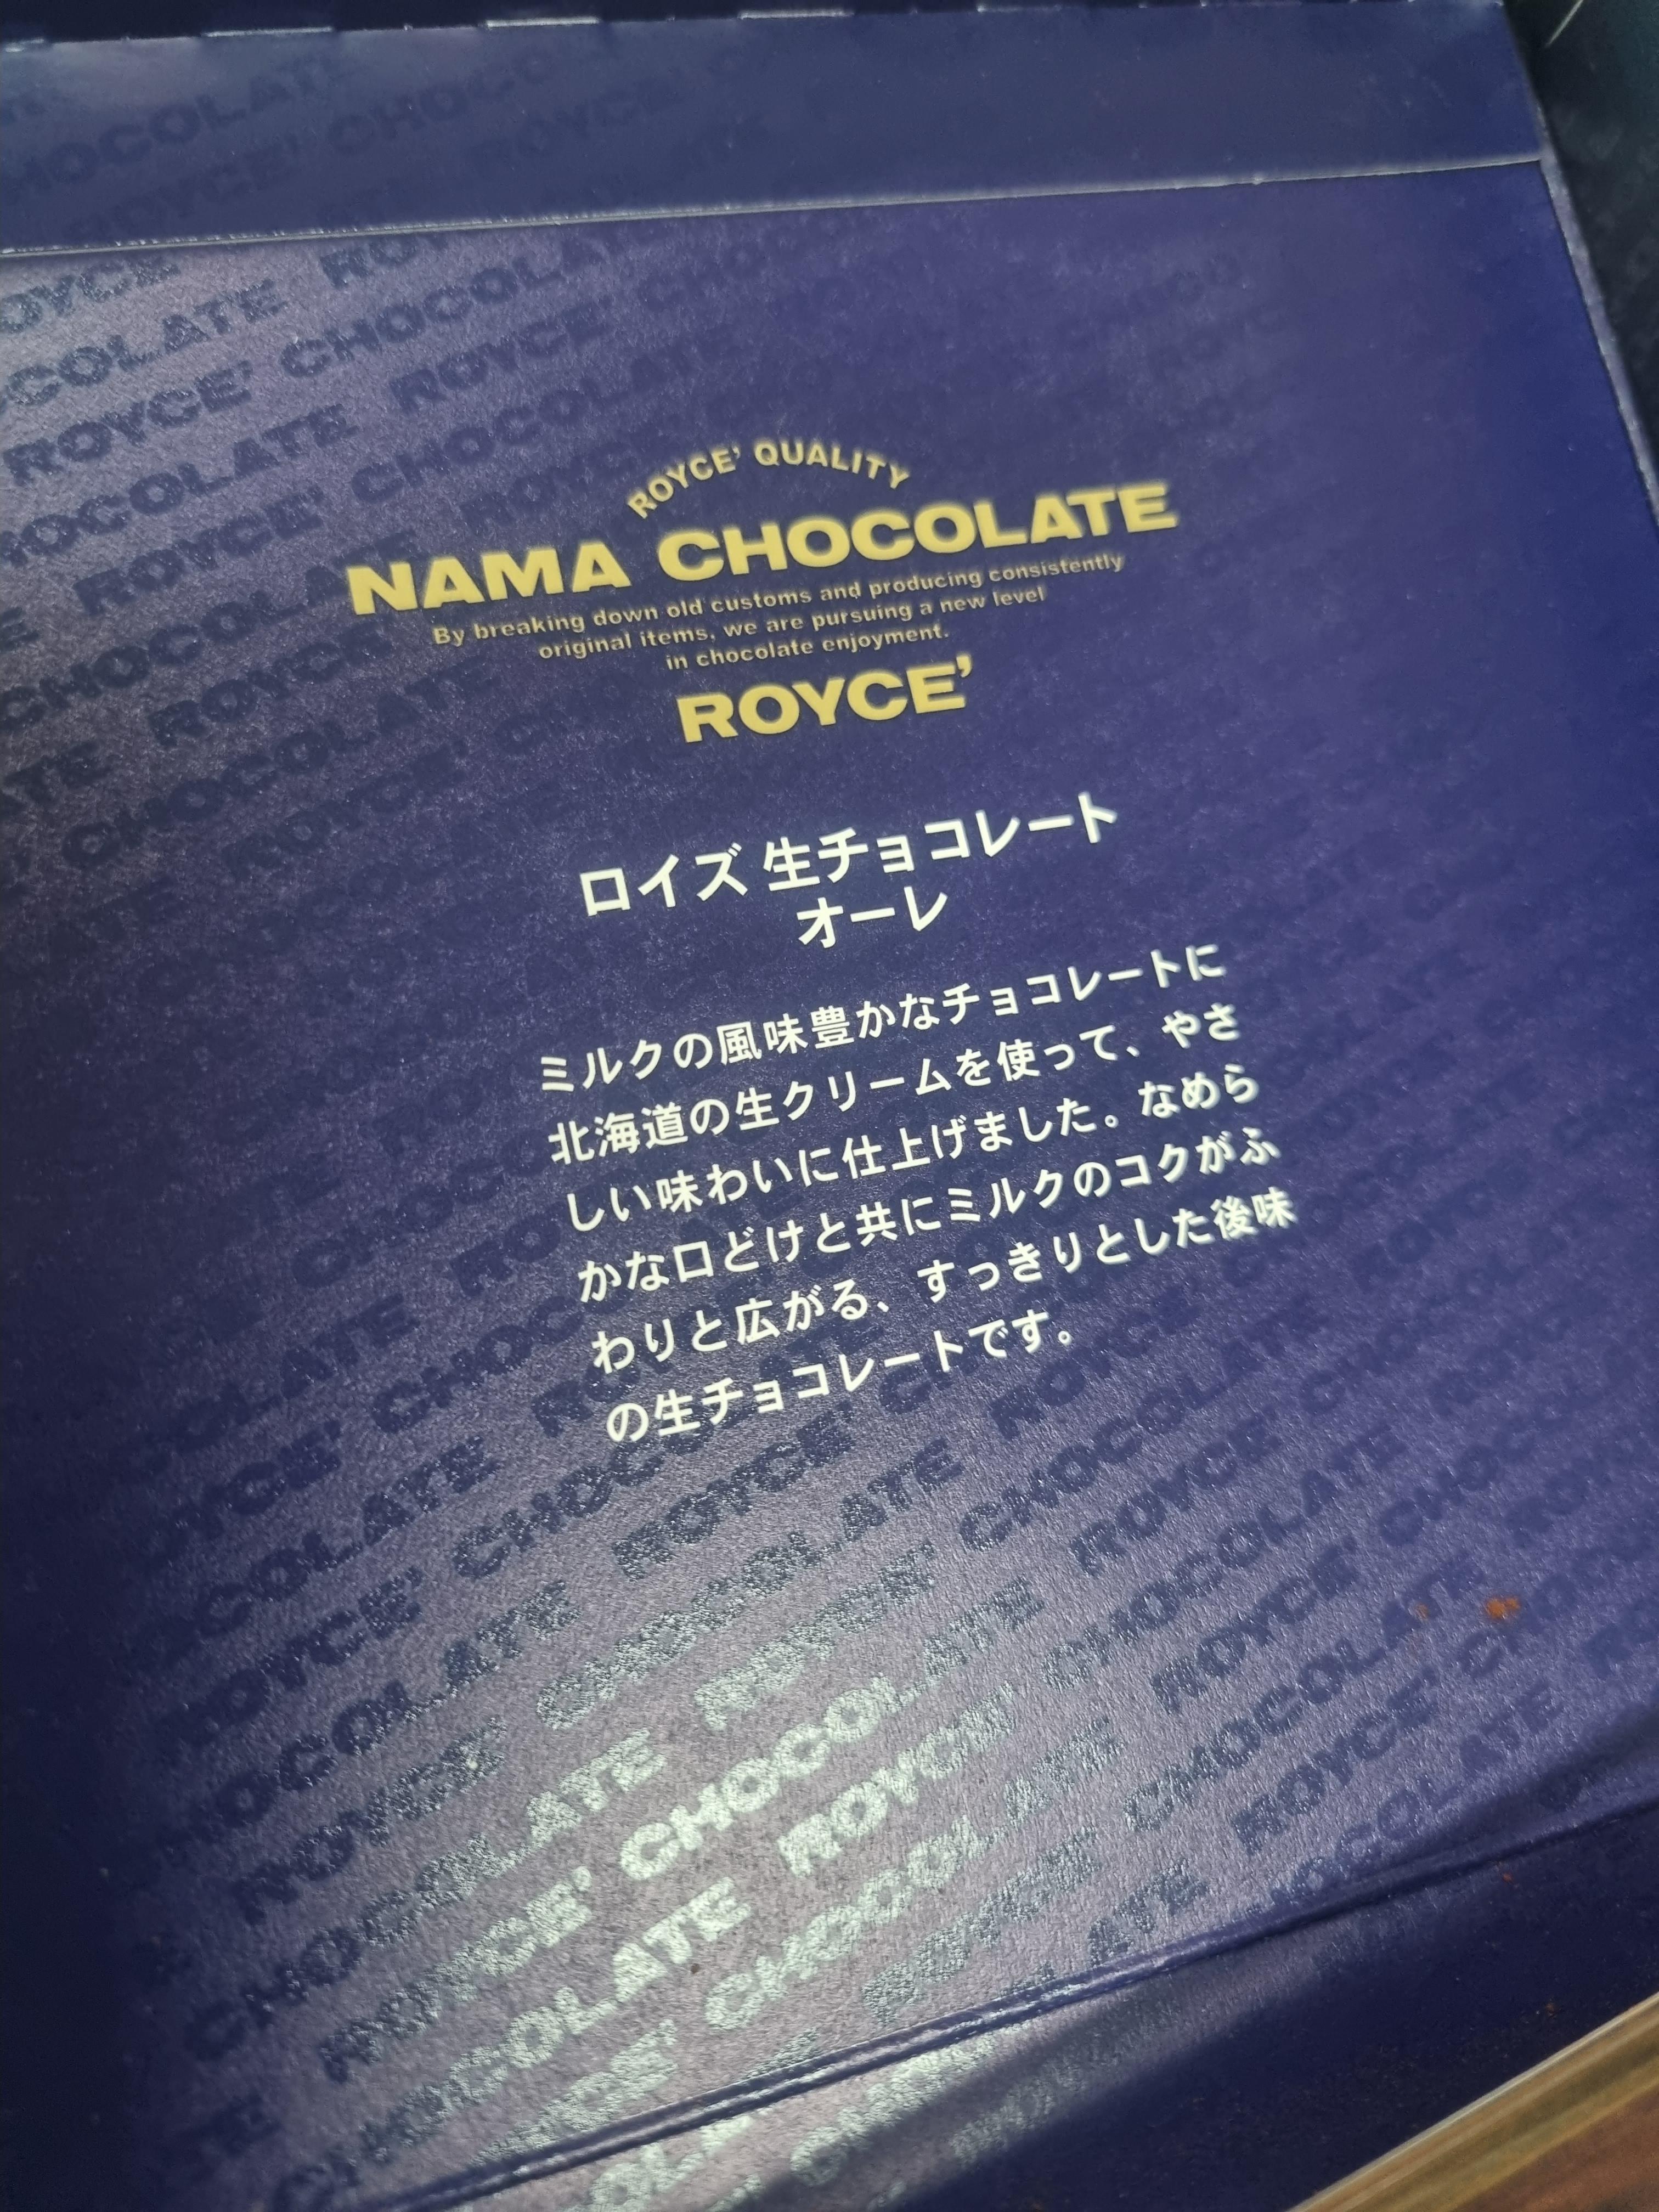 ROYCE' QUALITY
NAMA CHOCOLATE
By breaking down old customs and producing consistently
original items, we are pursuing a new level
in chocolate enjoyment.
ROYCE'
ロイズ 生チョコレート
オーレ
ミルクの風味豊かなチョコレートに
北海道の生クリームを使って、やさ
しい味わいに仕上げました。なめら
かな口どけと共にミルクのコクがふ
わりと広がる、すっきりとした後味
の生チョコレートです。